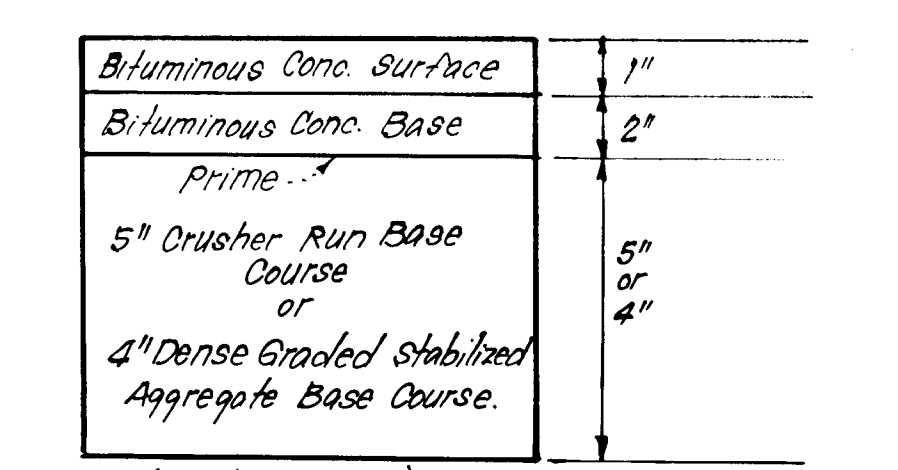 Bituminous Conc. Surface
1"
Bituminous Conc. Base
2"
Prime
5" Crusher Run Base
Course
or
4" Dense Graded Stabilized
Aggregate Base Course.
5"
or
4"